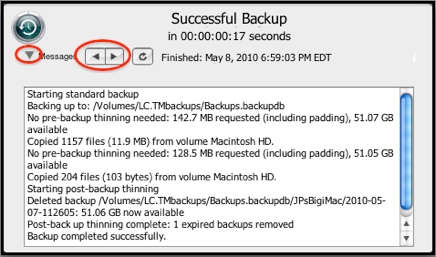 Successful Backup
in 00:00:00:17 seconds
Messages
Finished: May 8, 2010 6:59:03 PM EDT
Starting standard backup
Backing up to: /Volumes/LC.TMbackups/Backups.backupdb
No pre-backup thinning needed: 142.7 MB requested (including padding), 51.07 GB
available
Copied 1157 files (11.9 MB) from volume Macintosh HD.
No pre-backup thinning needed: 128.5 MB requested (including padding), 51.05 GB
available
Copied 204 files (103 bytes) from volume Macintosh HD.
Starting post-backup thinning
Deleted backup /Volumes/LC.TMbackups/Backups.backupdb/JPsBigiMac/2010-05-
07-112605: 51.06 GB now available
Post-back up thinning complete: 1 expired backups removed
Backup completed successfully.